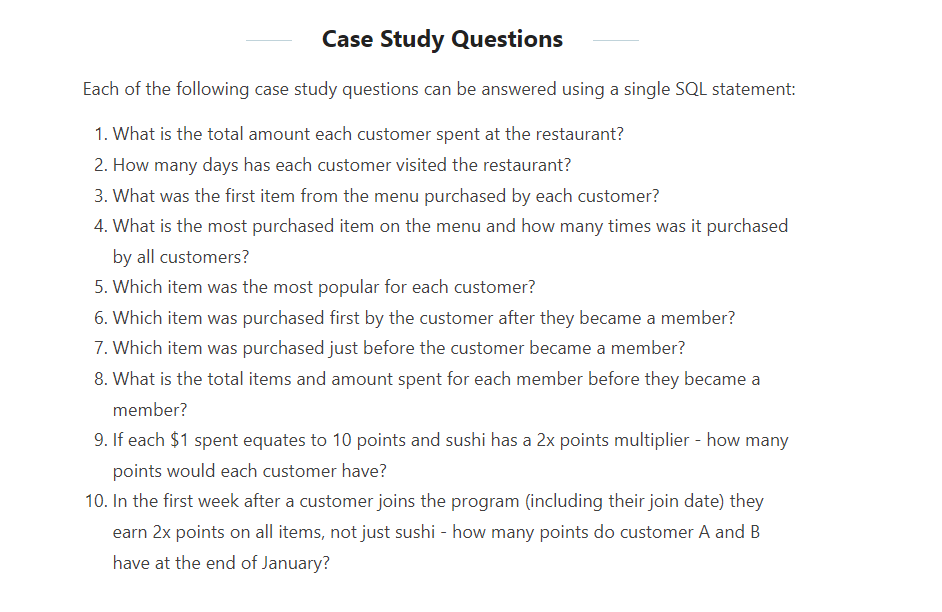 Case Study Questions
Each of the following case study questions can be answered using a single SQL statement:
1. What is the total amount each customer spent at the restaurant?
2. How many days has each customer visited the restaurant?
3. What was the first item from the menu purchased by each customer?
4. What is the most purchased item on the menu and how many times was it purchased
by all customers?
5. Which item was the most popular for each customer?
6. Which item was purchased first by the customer after they became a member?
7. Which item was purchased just before the customer became a member?
8. What is the total items and amount spent for each member before they became a
member?
9. If each $1 spent equates to 10 points and sushi has a 2x points multiplier - how many
points would each customer have?
10. In the first week after a customer joins the program (including their join date) they
earn 2x points on all items, not just sushi - how many points do customer A and B
have at the end of January?